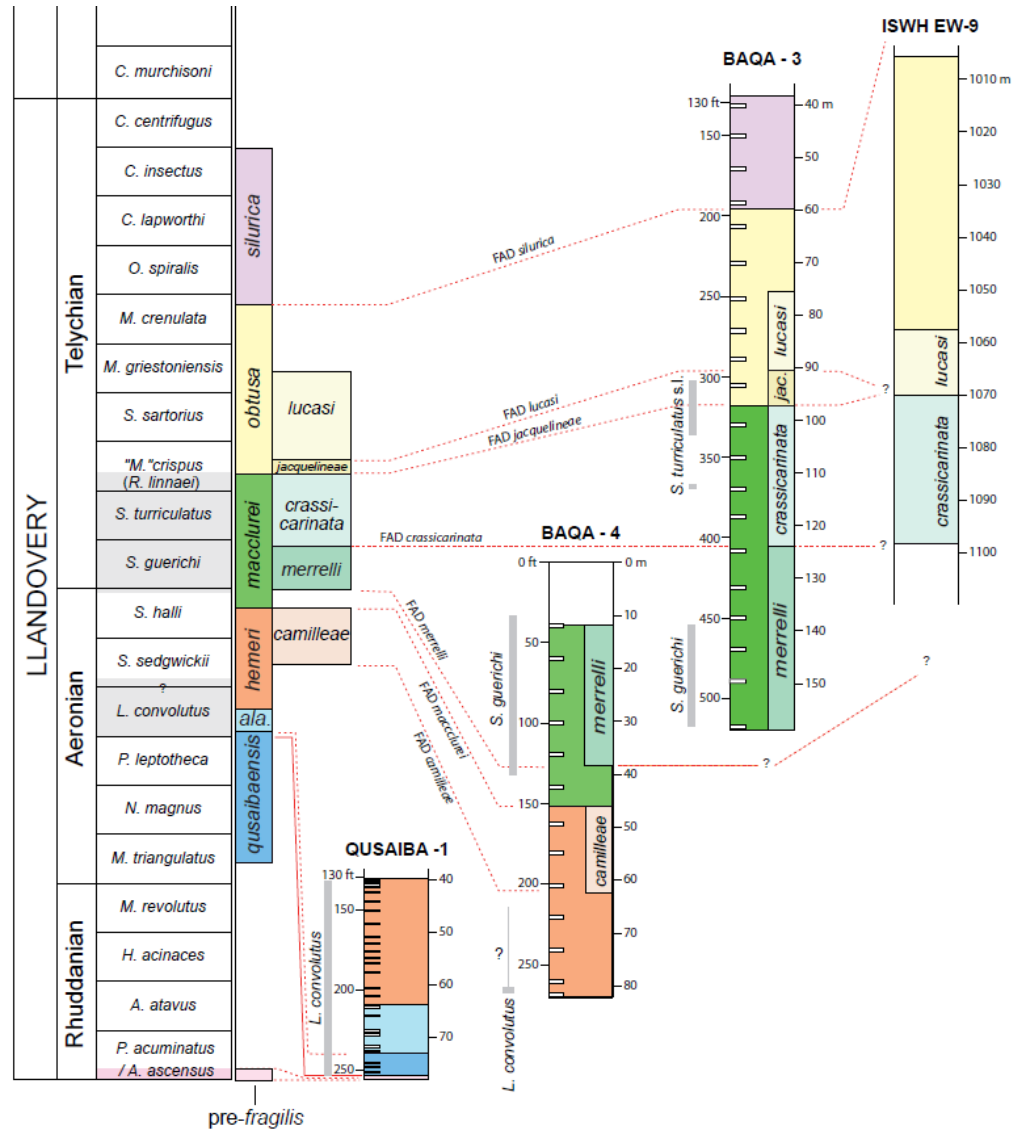 ISWH EW-9
BAQA - 3
C. murchisoni
C. centrifugus
C. insectus
C. lapworthi
O. spiralis
M. crenulata
M. griestoniensis
S. sartorius
"M."crispus
(R. linnaei)
S. turriculatus
S. guerichi
S. halli
S. sedgwickii
?
L. convolutus
P. leptotheca
N. magnus
M. triangulatus
M. revolutus
H. acinaces
A. atavus
P. acuminatus
/ A. ascensus
LLANDOVERY
Telychian
Aeronian
Rhuddanian
silurica
obtusa
macclurei
hemeri
ala.
qusaibaensis
pre-fragilis
lucasi
jacquelineae
crassi-
carinata
merrelli
camilleae
FAD silurica
FAD lucasi
FAD jacquelineae
FAD crassicarinata
FAD merrelli
FAD maccclurei
FAD camilleae
QUSAIBA -1
130 ft
150
200
250
40
50
60
70
L. convolutus
BAQA - 4
0 ft
50
100
150
200
250
0 m
10
20
30
40
50
60
70
80
S. guerichi
?
L. convolutus
merrelli
camilleae
130 ft
150
200
250
300
350
400
450
500
40 m
50
60
70
80
90
100
110
120
130
140
150
S. turriculatus s.l.
S. guerichi
lucasi
jac.
crassicarinata
merrelli
?
?
?
?
1010 m
1020
1030
1040
1050
1060
1070
1080
1090
1100
lucasi
crassicarinata